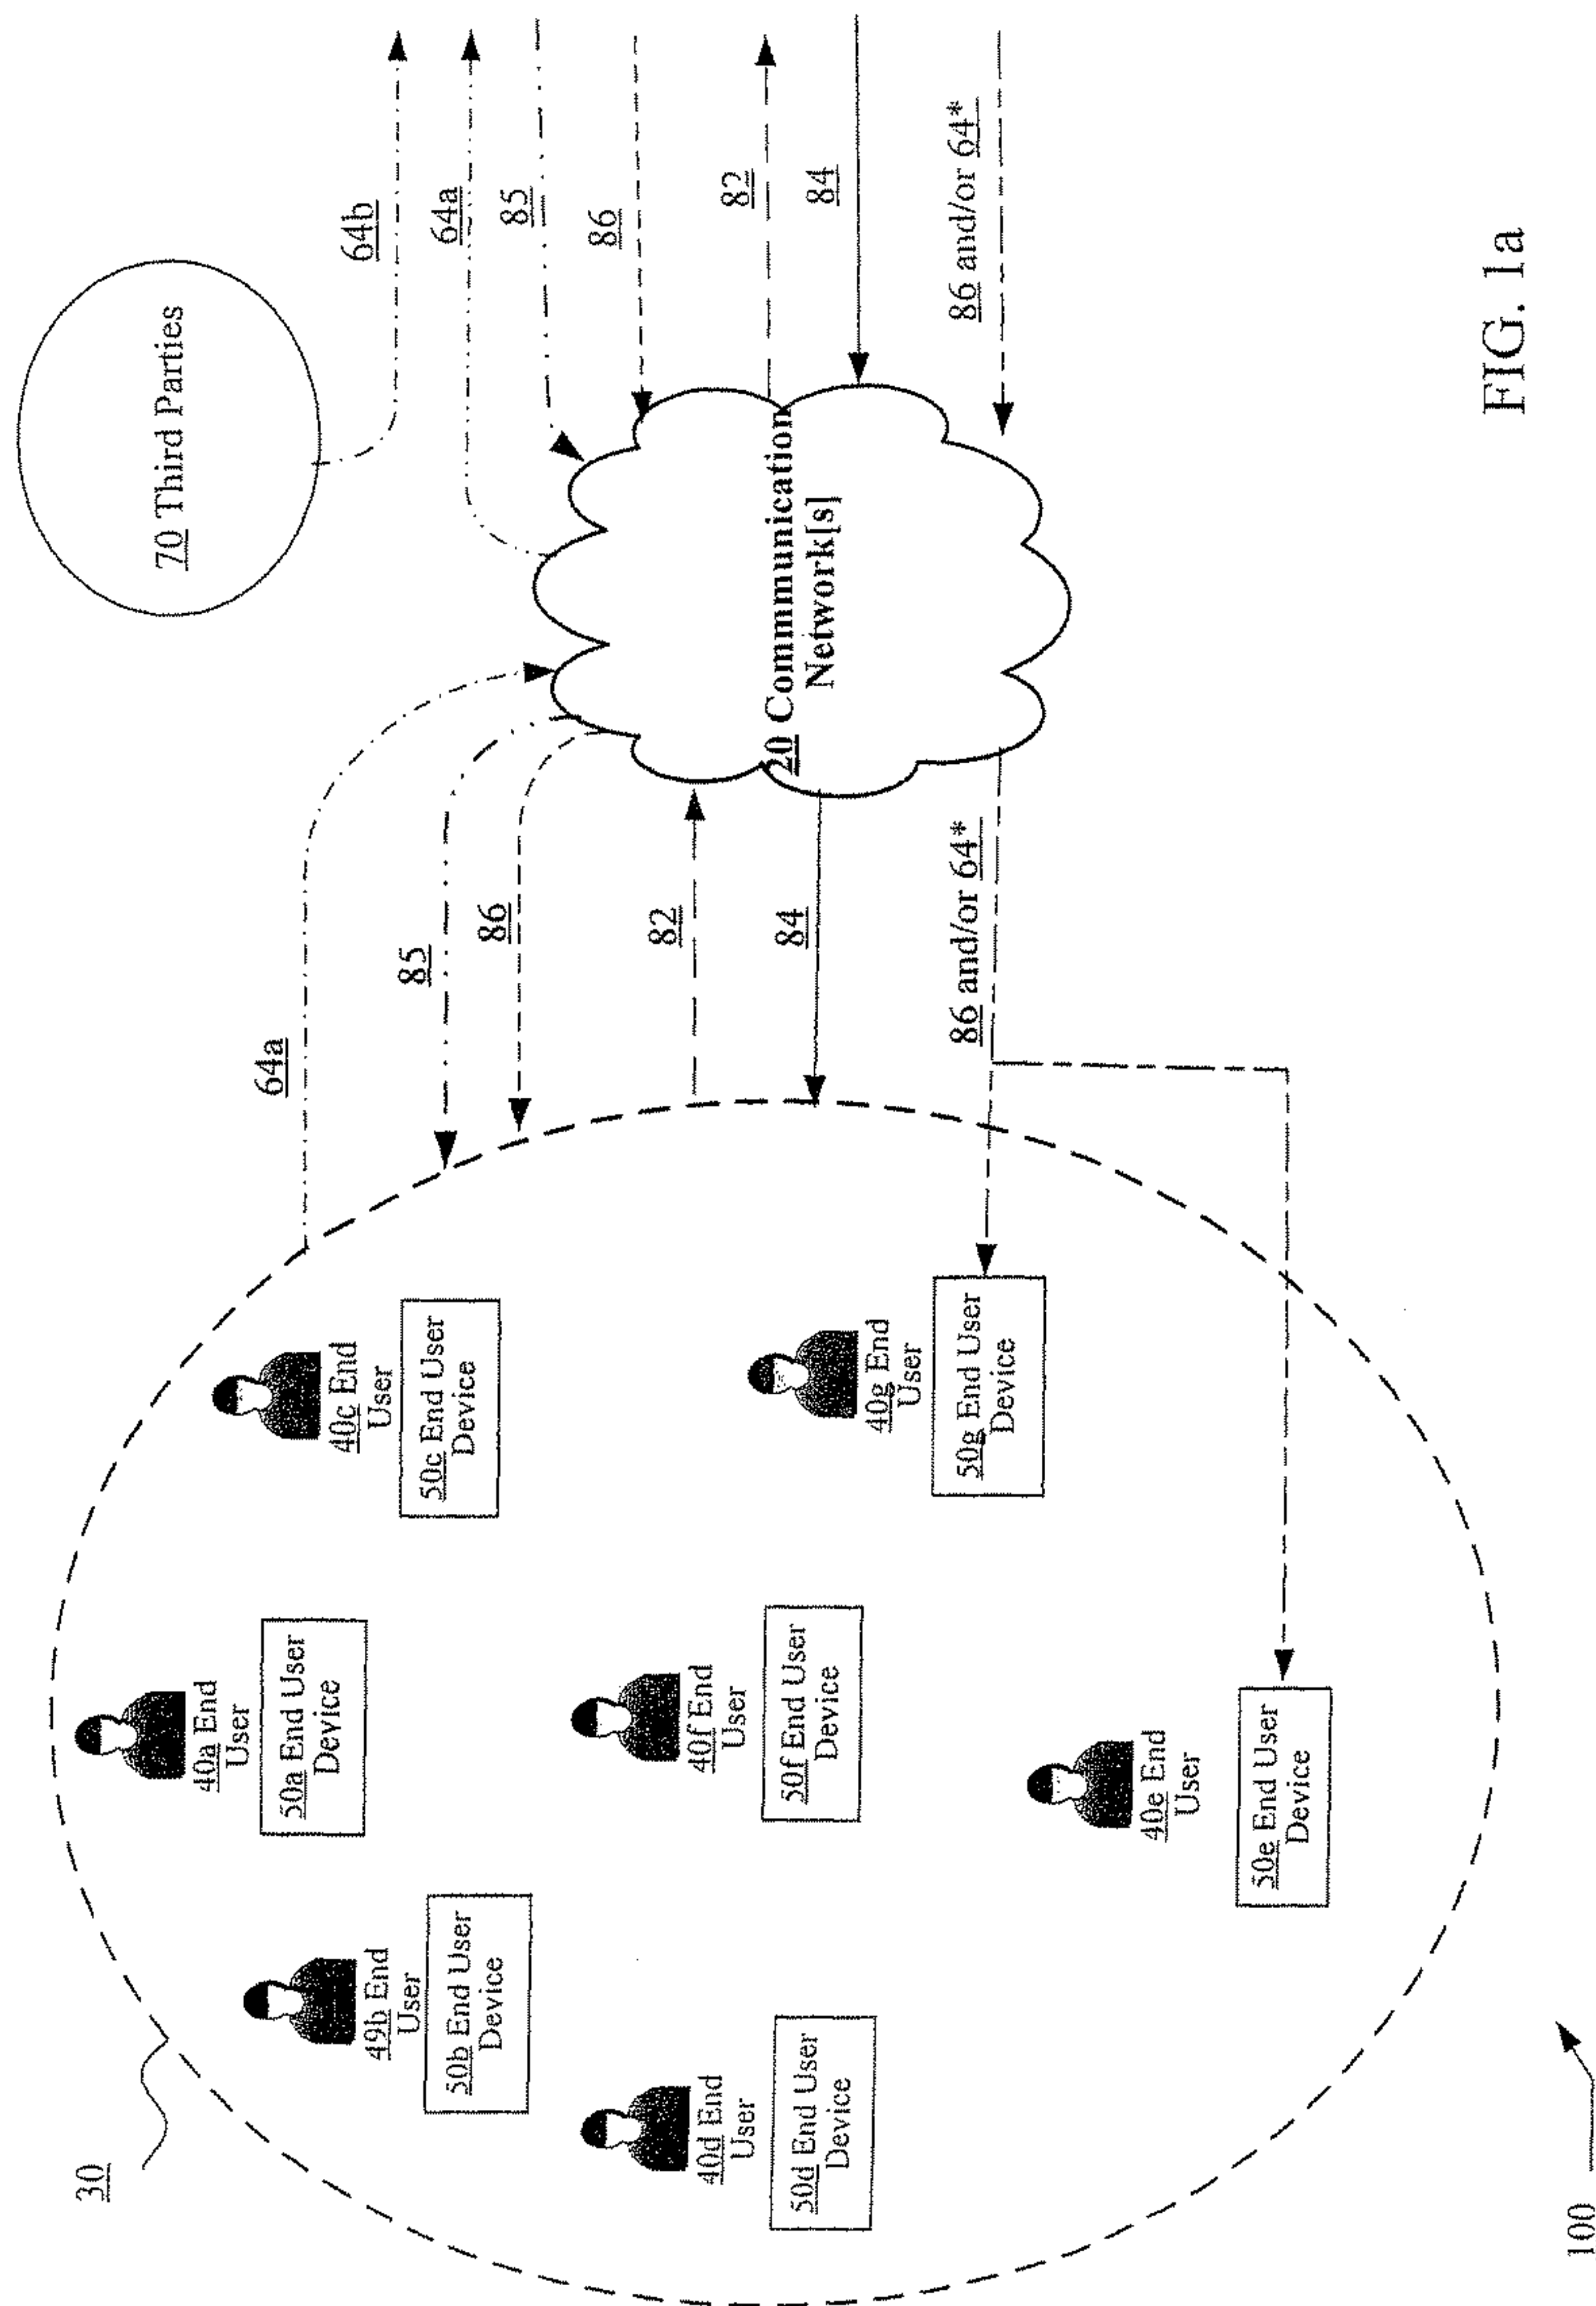 30
40a End
User
50a End User
Device
49b End
User
50b End User
Device
40c End
User
50c End User
Device
40d End
User
50d End User
Device
40f End
User
50f End User
Device
40g End
User
50g End User
Device
40e End
User
50e End User
Device
64a
85
86
82
84
86 and/or 64*
70 Third Parties
20 Communication
Network[s]
64b
64a
85
86
82
84
86 and/or 64*
100
FIG. 1a